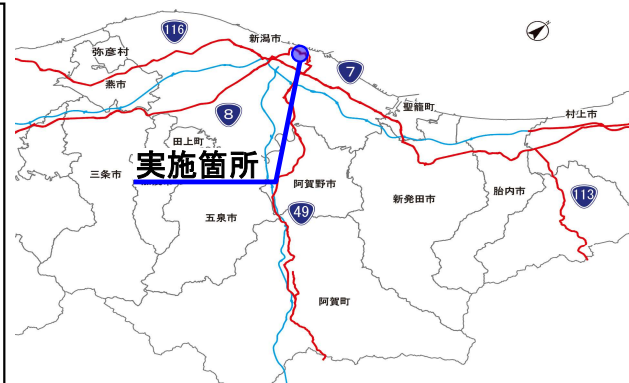 116
新潟市
弥彦村
7
燕市
聖籠町
8
村上市
田上町
実施箇所
三条市
阿賀野市
新発田市
胎内市
113
五泉市
49
阿賀町